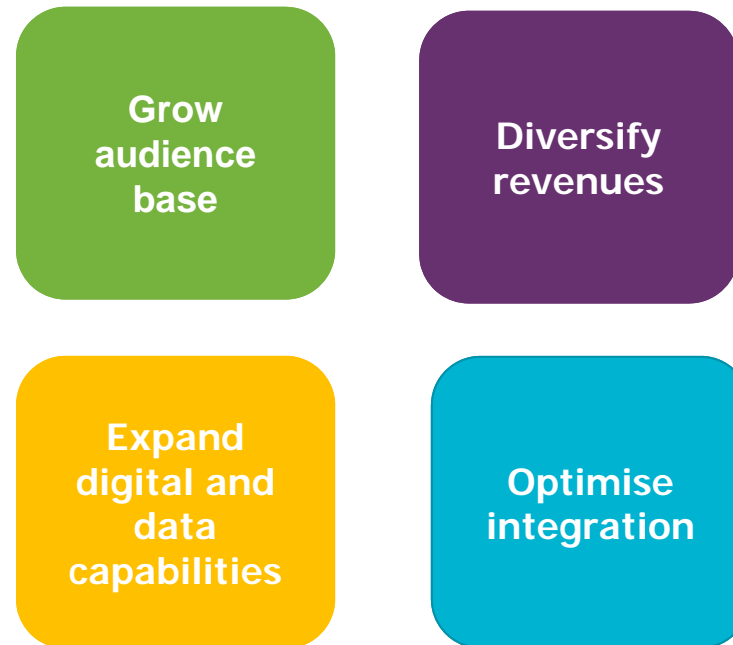 Grow
audience
base
Diversify
revenues
Expand
digital and
data
capabilities
Optimise
integration